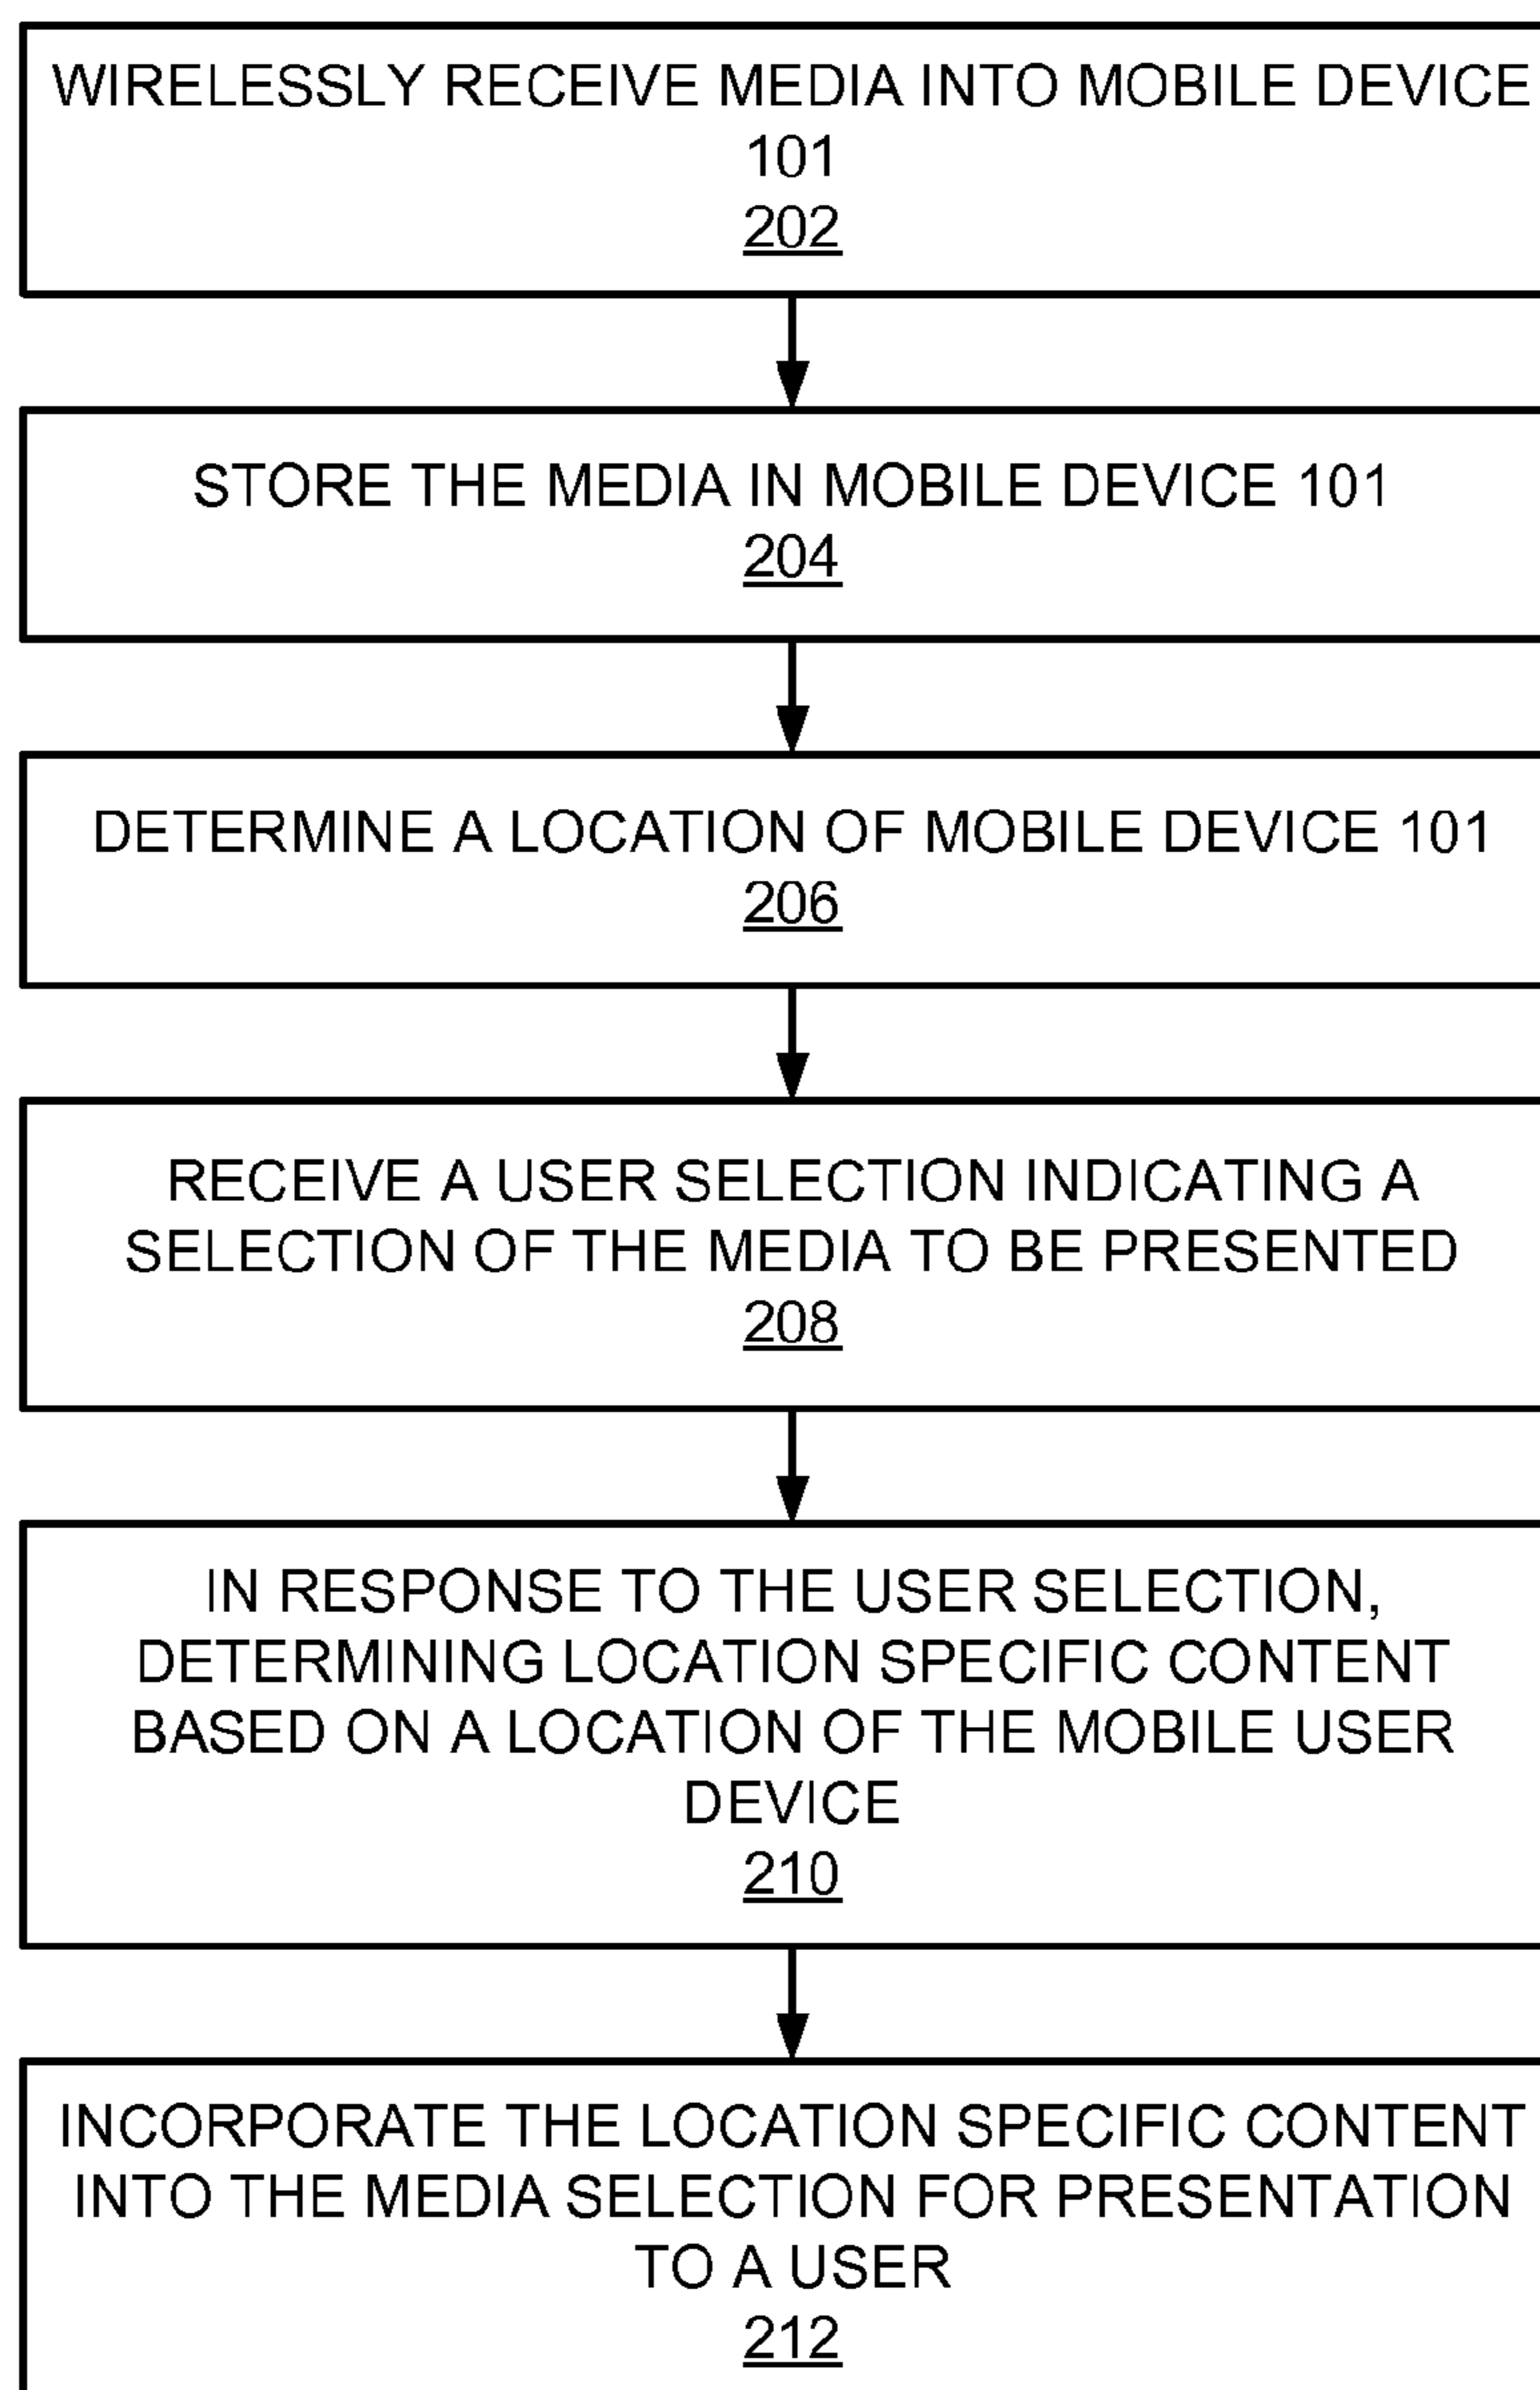 WIRELESSLY RECEIVE MEDIA INTO MOBILE DEVICE
101
202
STORE THE MEDIA IN MOBILE DEVICE 101
204
DETERMINE A LOCATION OF MOBILE DEVICE 101
206
RECEIVE A USER SELECTION INDICATING A
SELECTION OF THE MEDIA TO BE PRESENTED
208
IN RESPONSE TO THE USER SELECTION,
DETERMINING LOCATION SPECIFIC CONTENT
BASED ON A LOCATION OF THE MOBILE USER
DEVICE
210
INCORPORATE THE LOCATION SPECIFIC CONTENT
INTO THE MEDIA SELECTION FOR PRESENTATION
TO A USER
212